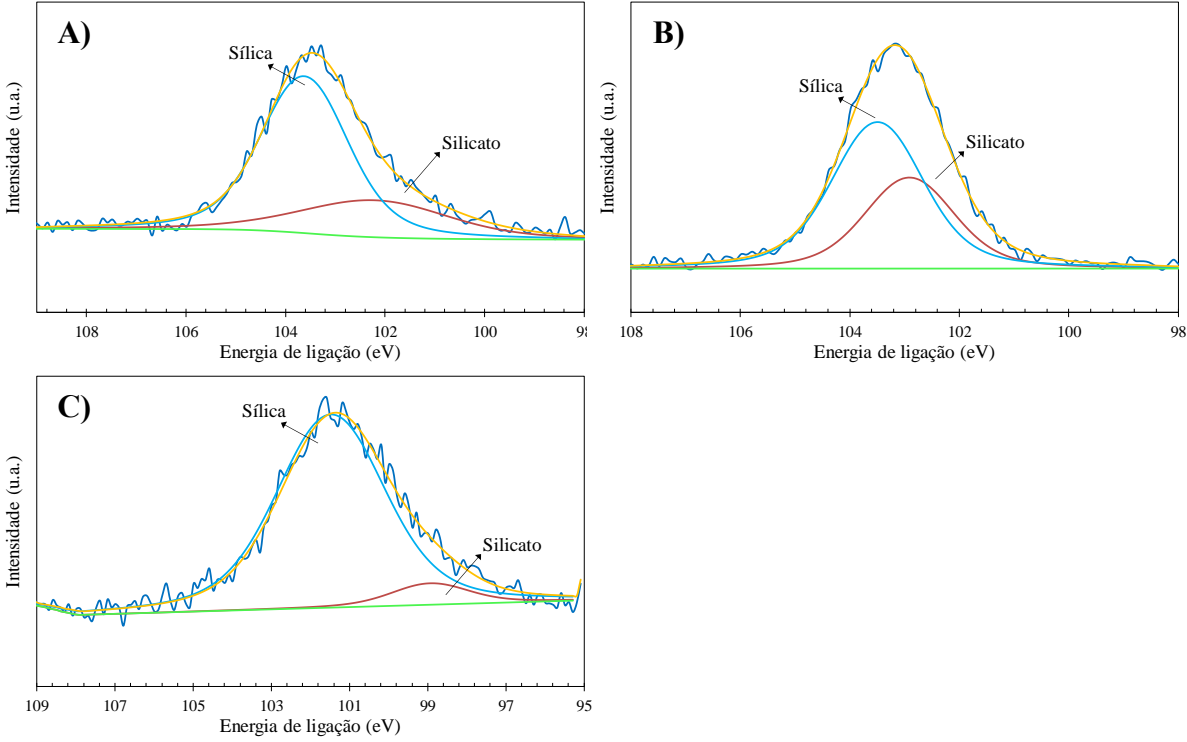 A)
Sílica
Silicato
Intensidade (u.a.)
108 106 104 102 100 98
Energia de ligação (eV)
B)
Sílica
Silicato
Intensidade (u.a.)
108 106 104 102 100 98
Energia de ligação (eV)
C)
Sílica
Silicato
Intensidade (u.a.)
109 107 105 103 101 99 97 95
Energia de ligação (eV)